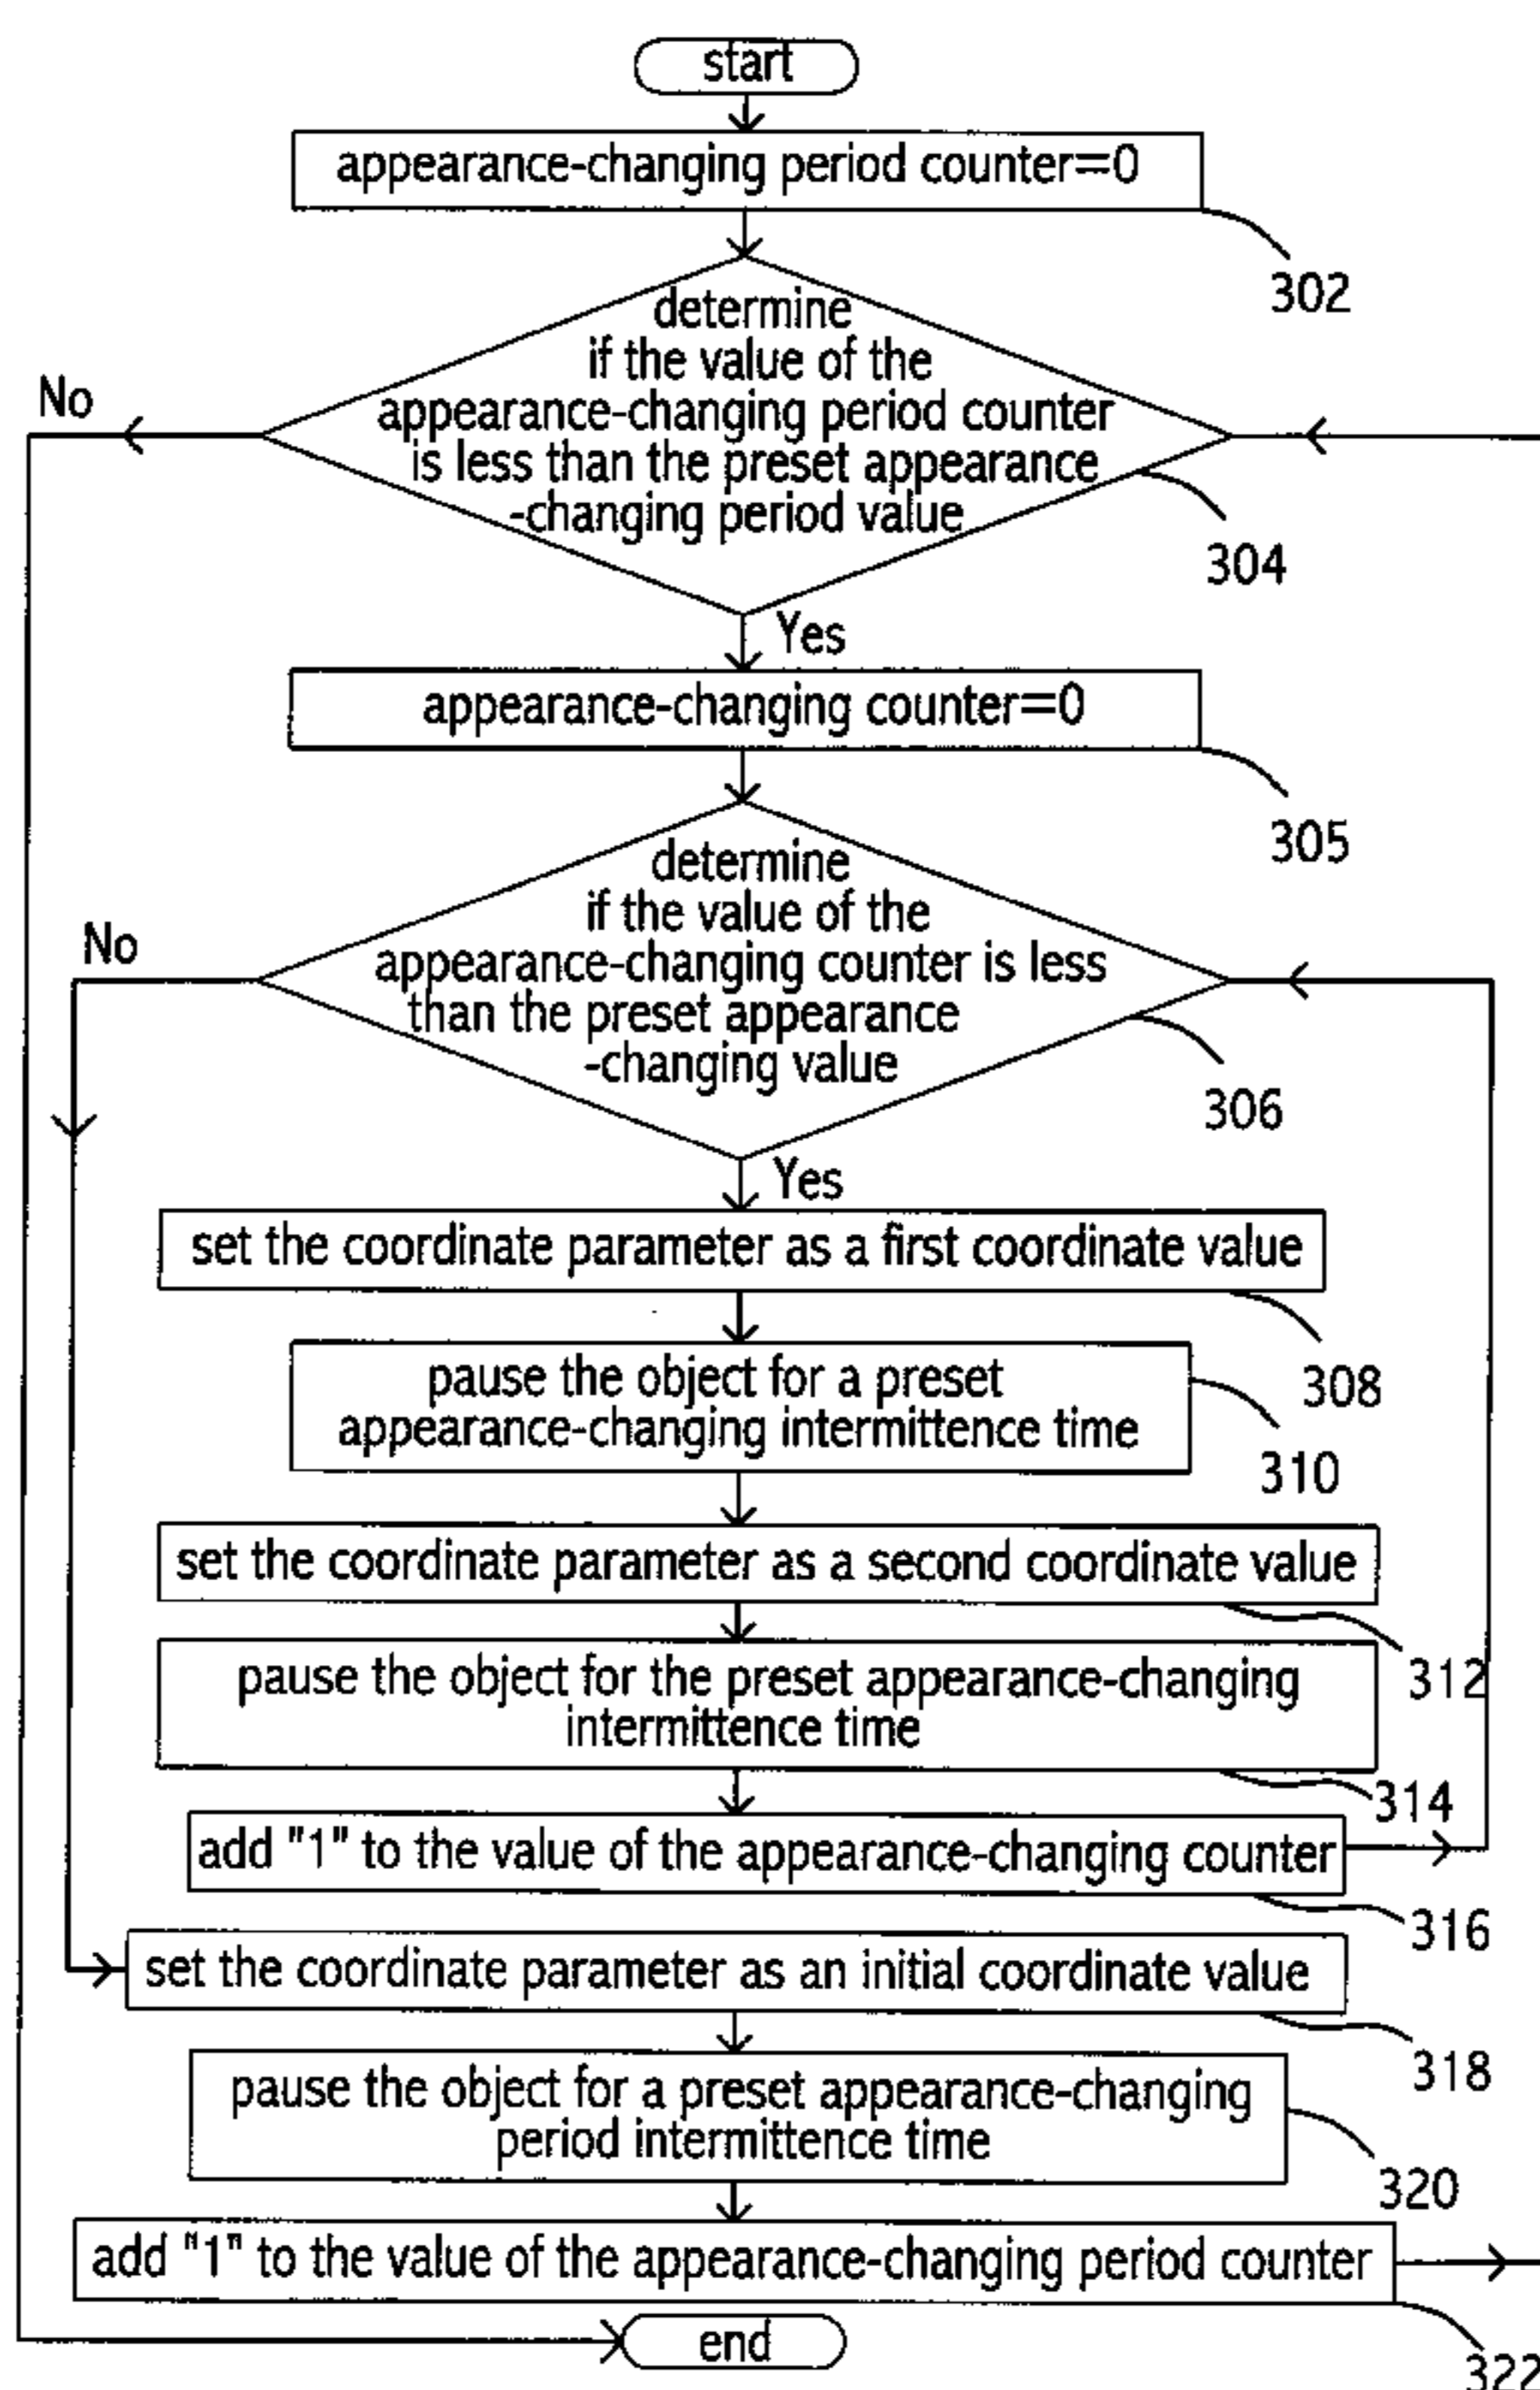 start
appearance-changing period counter=0
302
determine
if the value of the
No
appearance-changing period counter
is less than the preset appearance
-changing period value
304
Yes
appearance-changing counter=0
305
determine
if the value of the
No
appearance-changing counter is less
than the preset appearance
-changing value
306
Yes
set the coordinate parameter as a first coordinate value
308
pause the object for a preset
appearance-changing intermittence time
310
set the coordinate parameter as a second coordinate value
312
pause the object for the preset appearance-changing
intermittence time
314
add "1" to the value of the appearance-changing counter
316
set the coordinate parameter as an initial coordinate value
318
pause the object for a preset appearance-changing
period intermittence time
320
add "1" to the value of the appearance-changing period counter
322
end